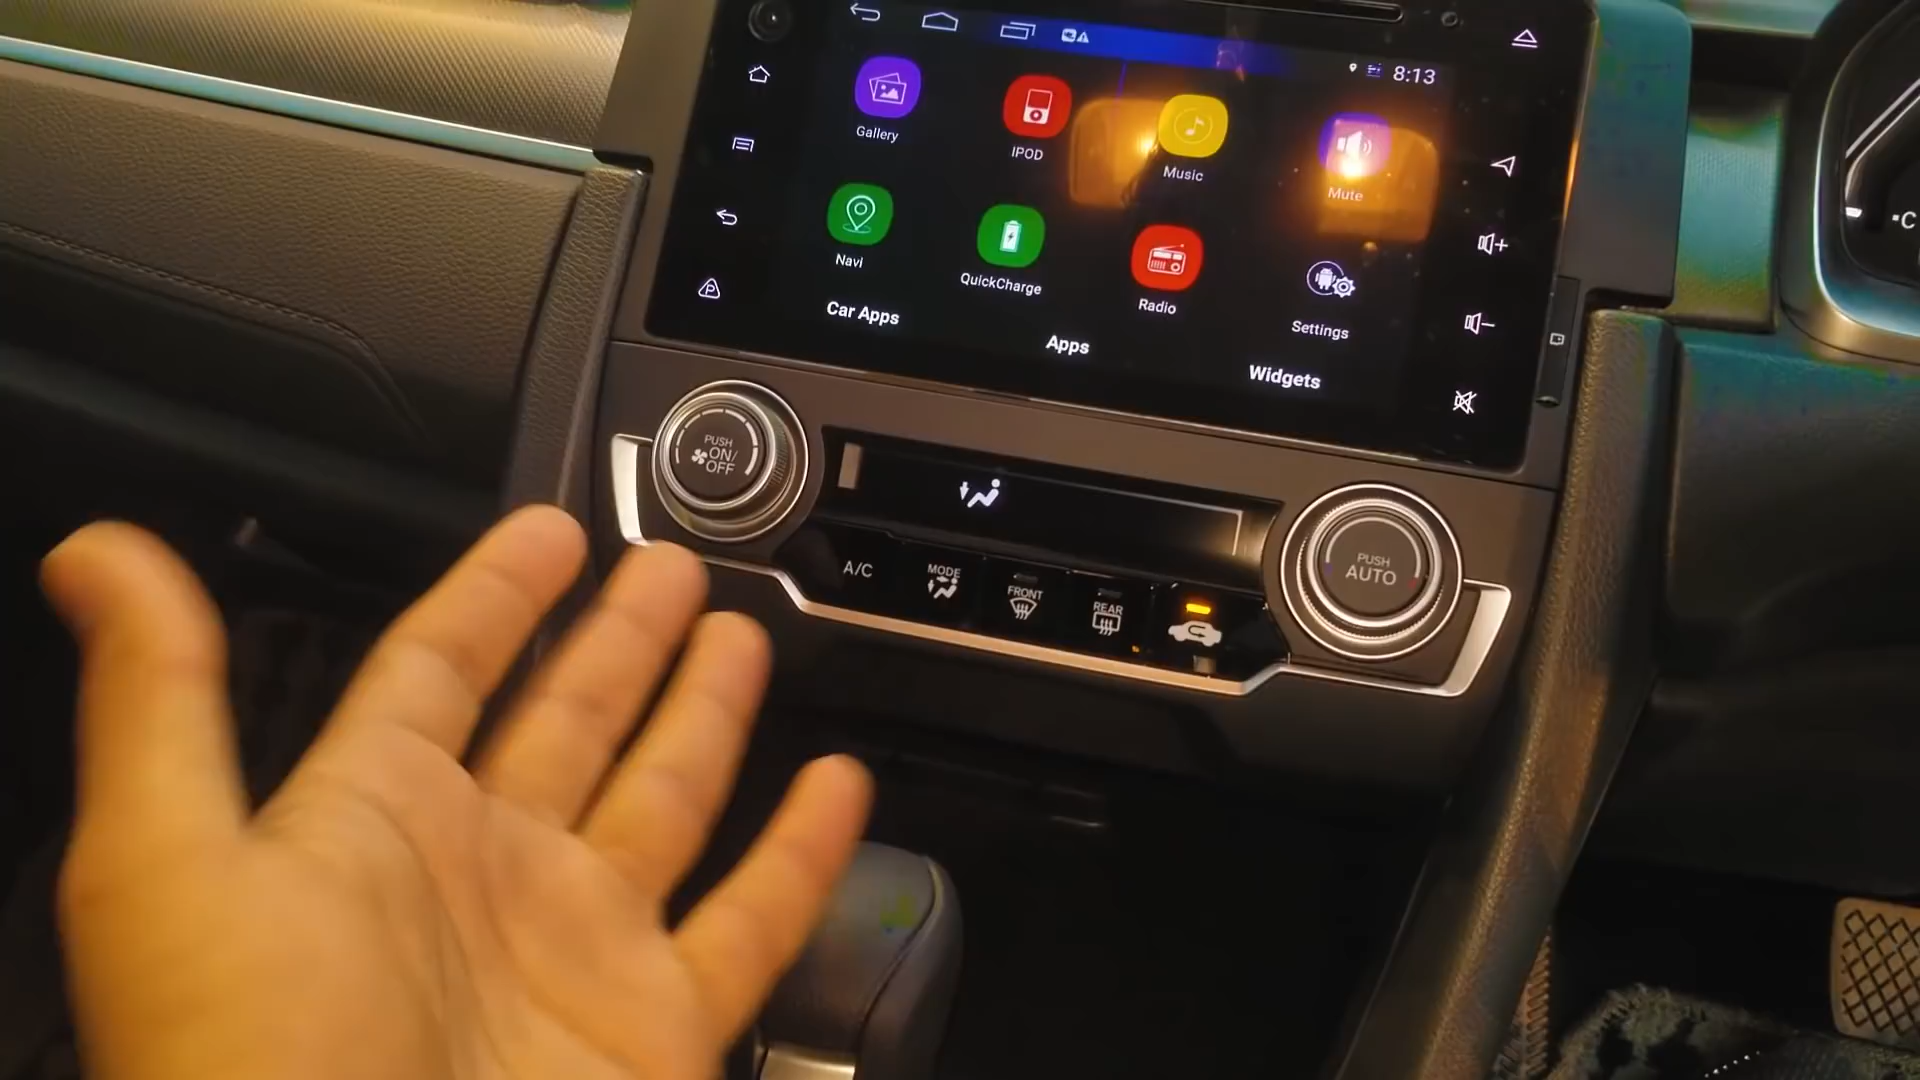 8:13
Gallery
IPOD
Music
Mute
Navi
QuickCharge
Radio
Settings
Car Apps
Apps
Widgets
PUSH
ON/
OFF
PUSH
AUTO
A/C
MODE
FRONT
REAR
°C